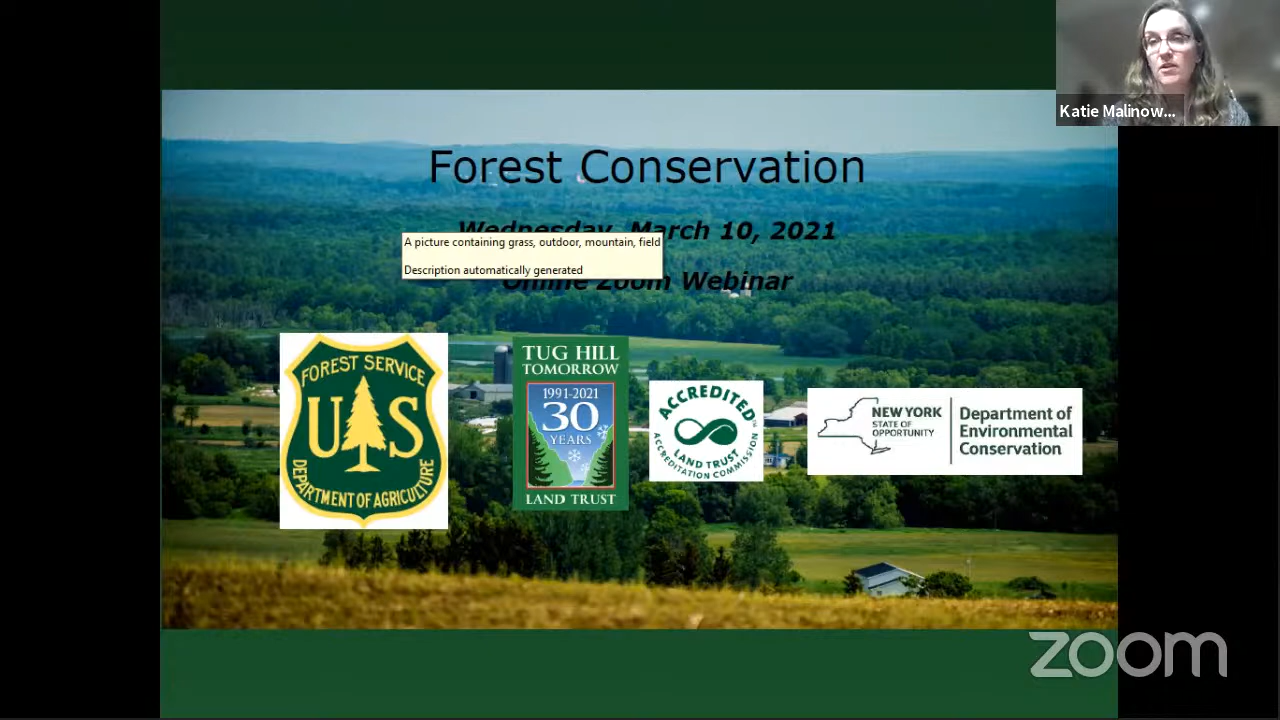 Katie Malinow...
Forest Conservation
Wednesday, March 10, 2021
A picture containing grass, outdoor, mountain, field
Description automatically generated
Online Zoom Webinar
FOREST SERVICE
U S
DEPARTMENT OF AGRICULTURE
TUG HILL
TOMORROW
1991-2021
30
YEARS
LAND TRUST
ACCREDITED
LAND TRUST
ACCREDITATION COMMISSION
NEW YORK
STATE OF
OPPORTUNITY
Department of
Environmental
Conservation
zoom